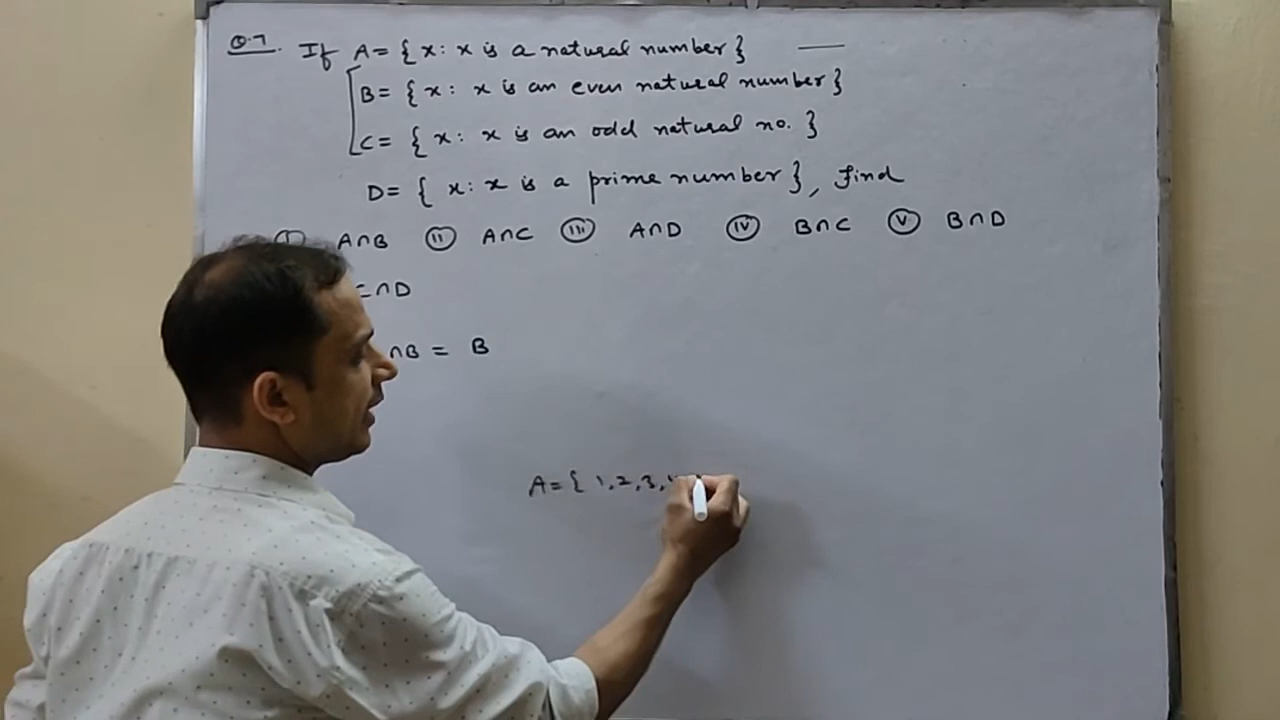 Q.7. If A = { x : x is a natural number }
B = { x : x is an even natural number }
C = { x : x is an odd natural no. }
D = { x : x is a prime number }, find
(I) A∩B (II) A∩C (III) A∩D (IV) B∩C (V) B∩D
∩D
∩B = B
A = { 1, 2, 3,